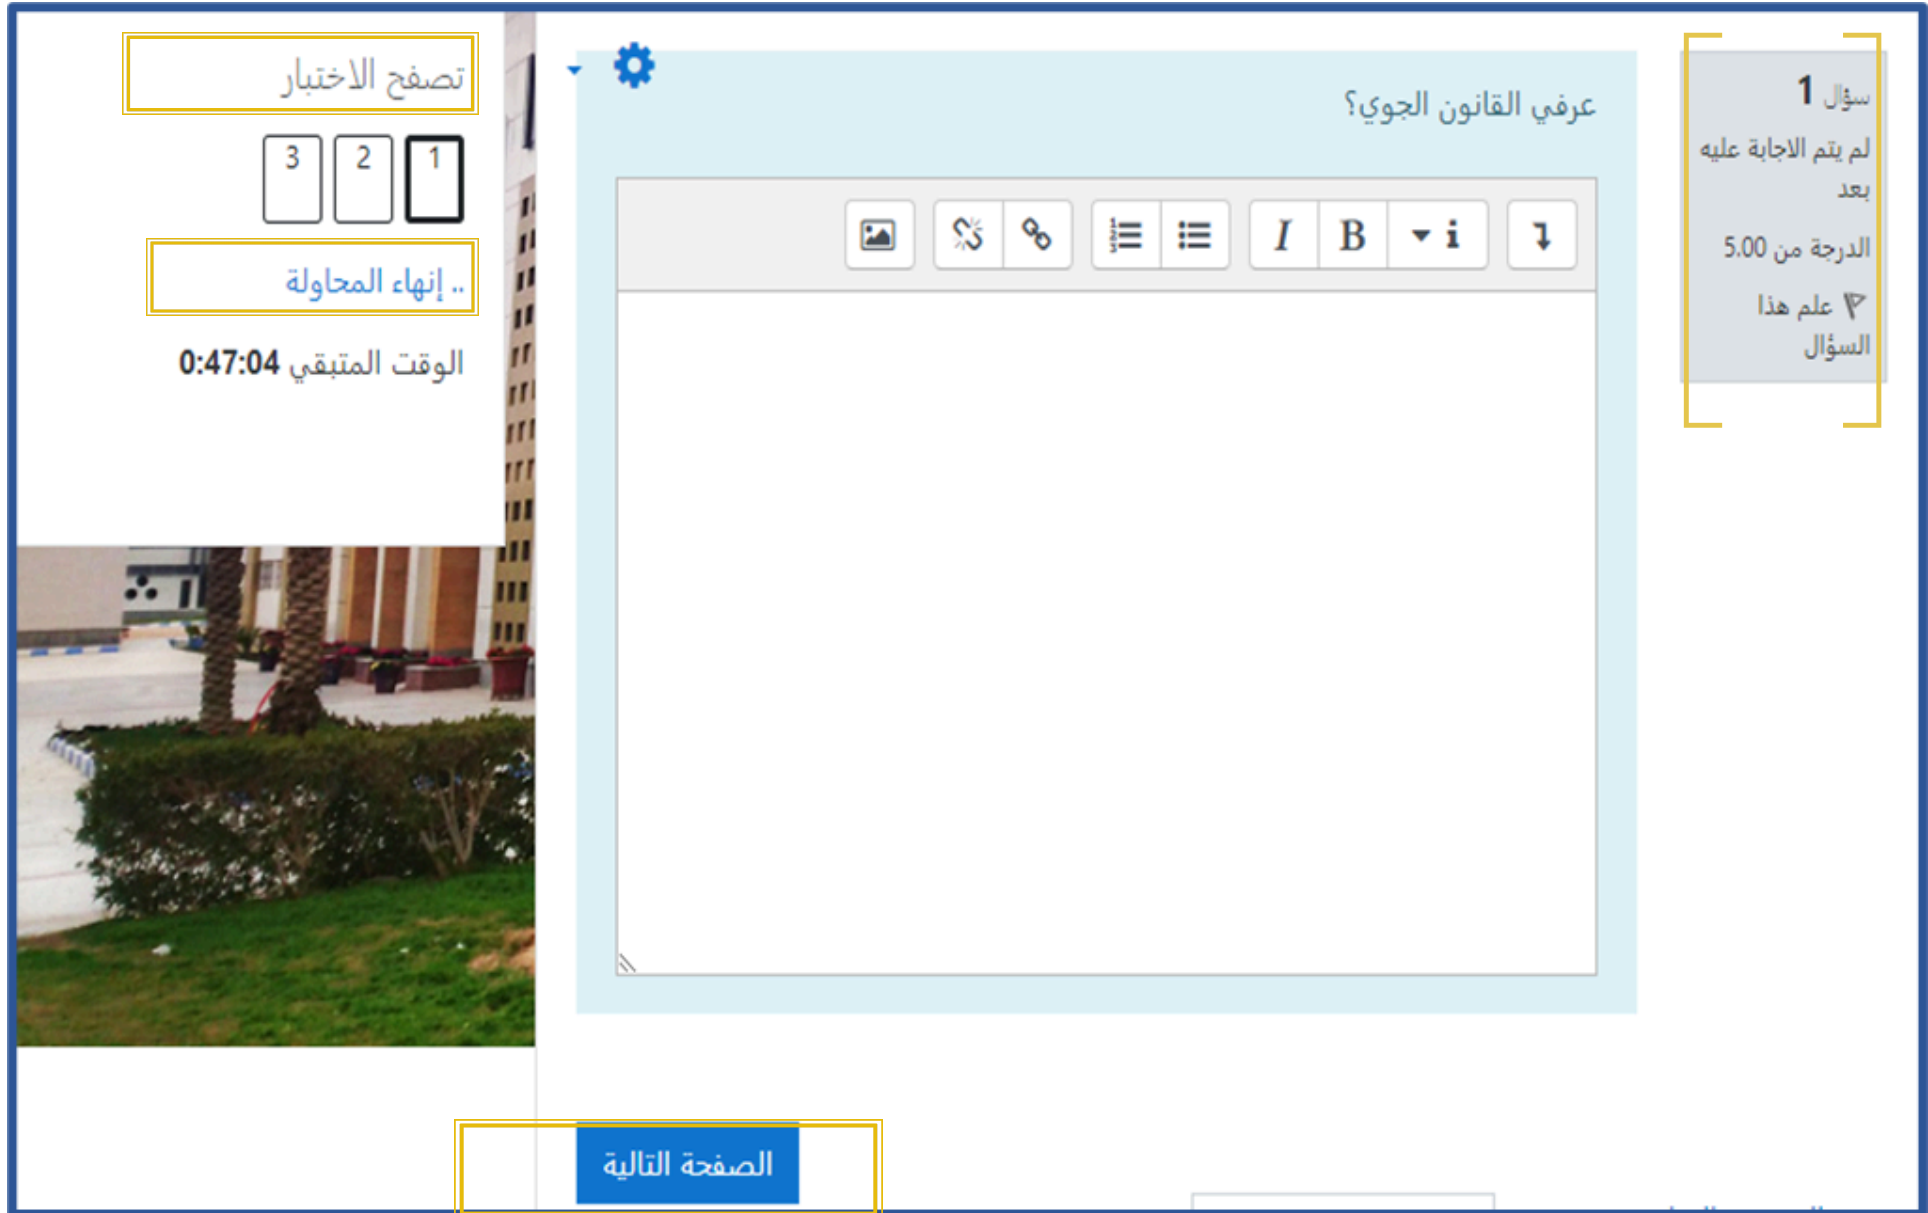 سؤال 1
لم يتم الاجابة عليه
بعد
الدرجة من 5.00
علم هذا
السؤال
عرفي القانون الجوي؟
I B i
تصفح الاختبار
1 2 3
.. إنهاء المحاولة
الوقت المتبقي 0:47:04
الصفحة التالية